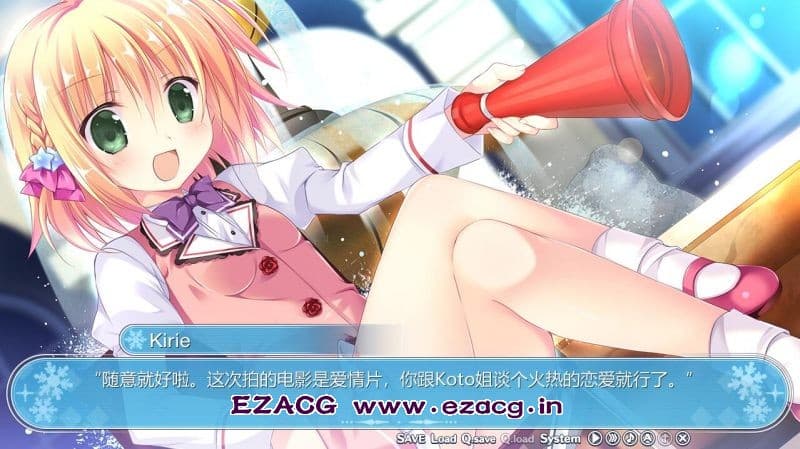 Kirie
“随意就好啦。这次拍的电影是爱情片，你跟Koto姐谈个火热的恋爱就行了。”
EZACG www.ezacg.in
SAVE Load Q.save Q.load System